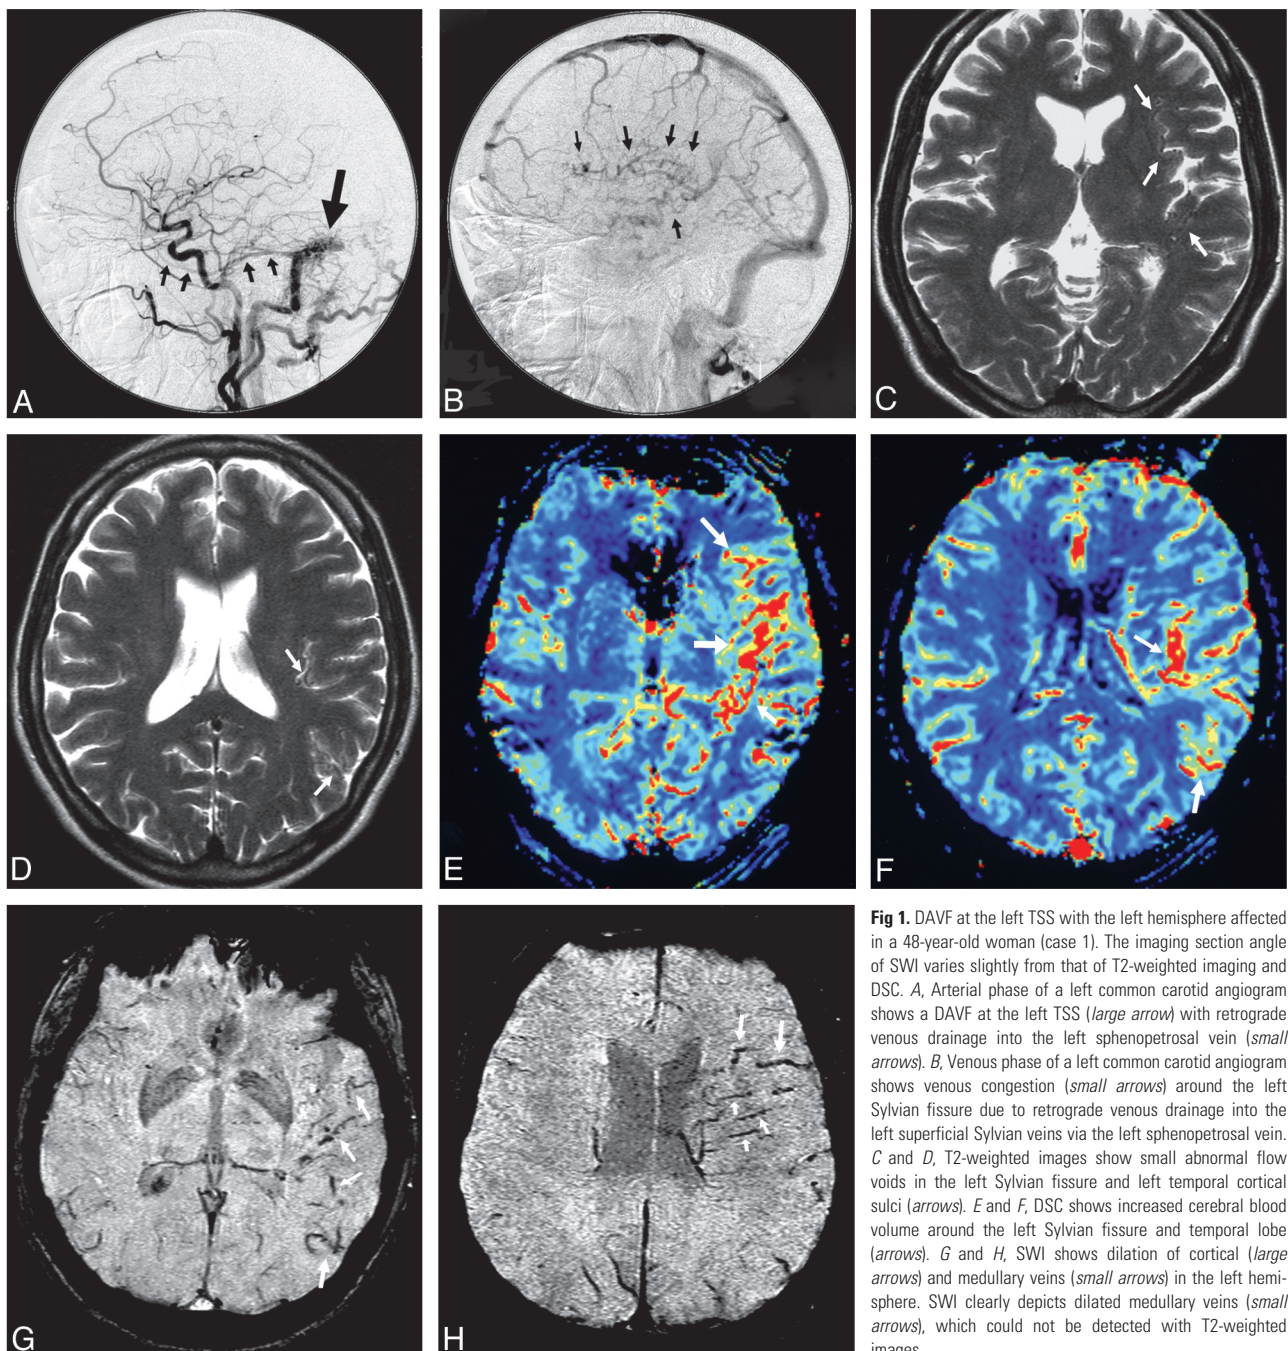 A
B
C
D
E
F
G
H
Fig 1. DAVF at the left TSS with the left hemisphere affected
in a 48-year-old woman (case 1). The imaging section angle
of SWI varies slightly from that of T2-weighted imaging and
DSC. A, Arterial phase of a left common carotid angiogram
shows a DAVF at the left TSS (large arrow) with retrograde
venous drainage into the left sphenopetrosal vein (small
arrows). B, Venous phase of a left common carotid angiogram
shows venous congestion (small arrows) around the left
Sylvian fissure due to retrograde venous drainage into the
left superficial Sylvian veins via the left sphenopetrosal vein.
C and D, T2-weighted images show small abnormal flow
voids in the left Sylvian fissure and left temporal cortical
sulci (arrows). E and F, DSC shows increased cerebral blood
volume around the left Sylvian fissure and temporal lobe
(arrows). G and H, SWI shows dilation of cortical (large
arrows) and medullary veins (small arrows) in the left hemi-
sphere. SWI clearly depicts dilated medullary veins (small
arrows), which could not be detected with T2-weighted
images